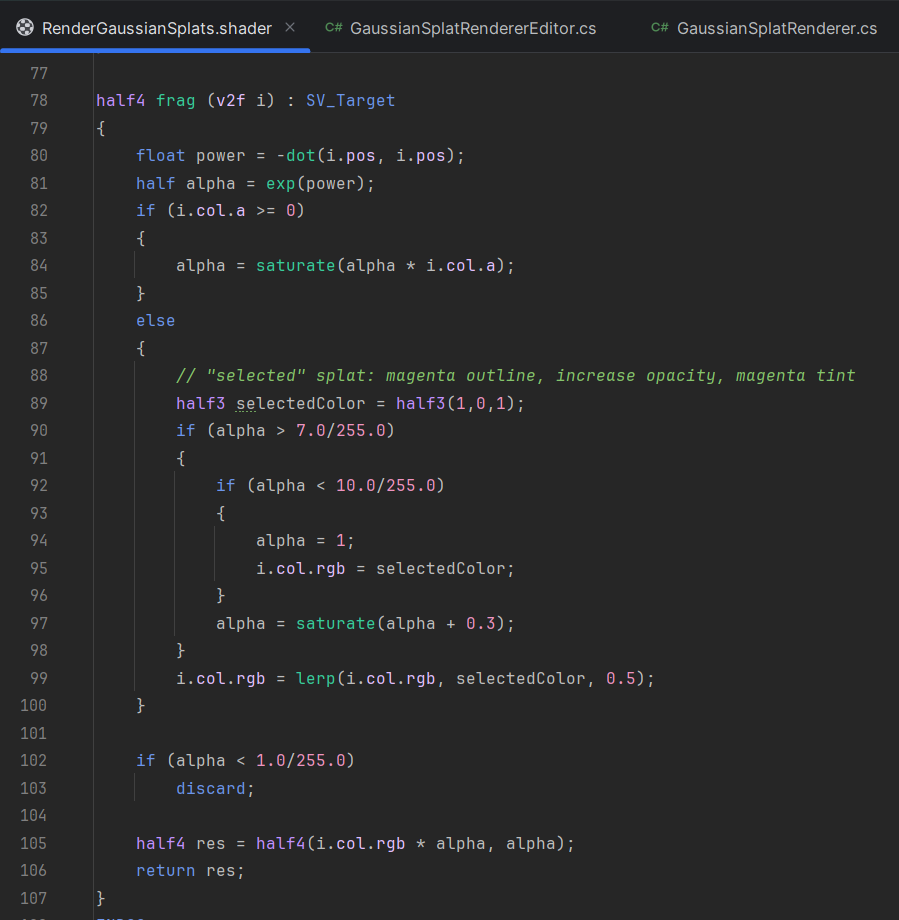 RenderGaussianSplats.shader × C# GaussianSplatRendererEditor.cs C# GaussianSplatRenderer.cs
77
78 half4 frag (v2f i) : SV_Target
79 {
80 float power = -dot(i.pos, i.pos);
81 half alpha = exp(power);
82 if (i.col.a >= 0)
83 {
84 alpha = saturate(alpha * i.col.a);
85 }
86 else
87 {
88 // "selected" splat: magenta outline, increase opacity, magenta tint
89 half3 selectedColor = half3(1,0,1);
90 if (alpha > 7.0/255.0)
91 {
92 if (alpha < 10.0/255.0)
93 {
94 alpha = 1;
95 i.col.rgb = selectedColor;
96 }
97 alpha = saturate(alpha + 0.3);
98 }
99 i.col.rgb = lerp(i.col.rgb, selectedColor, 0.5);
100 }
101
102 if (alpha < 1.0/255.0)
103 discard;
104
105 half4 res = half4(i.col.rgb * alpha, alpha);
106 return res;
107 }